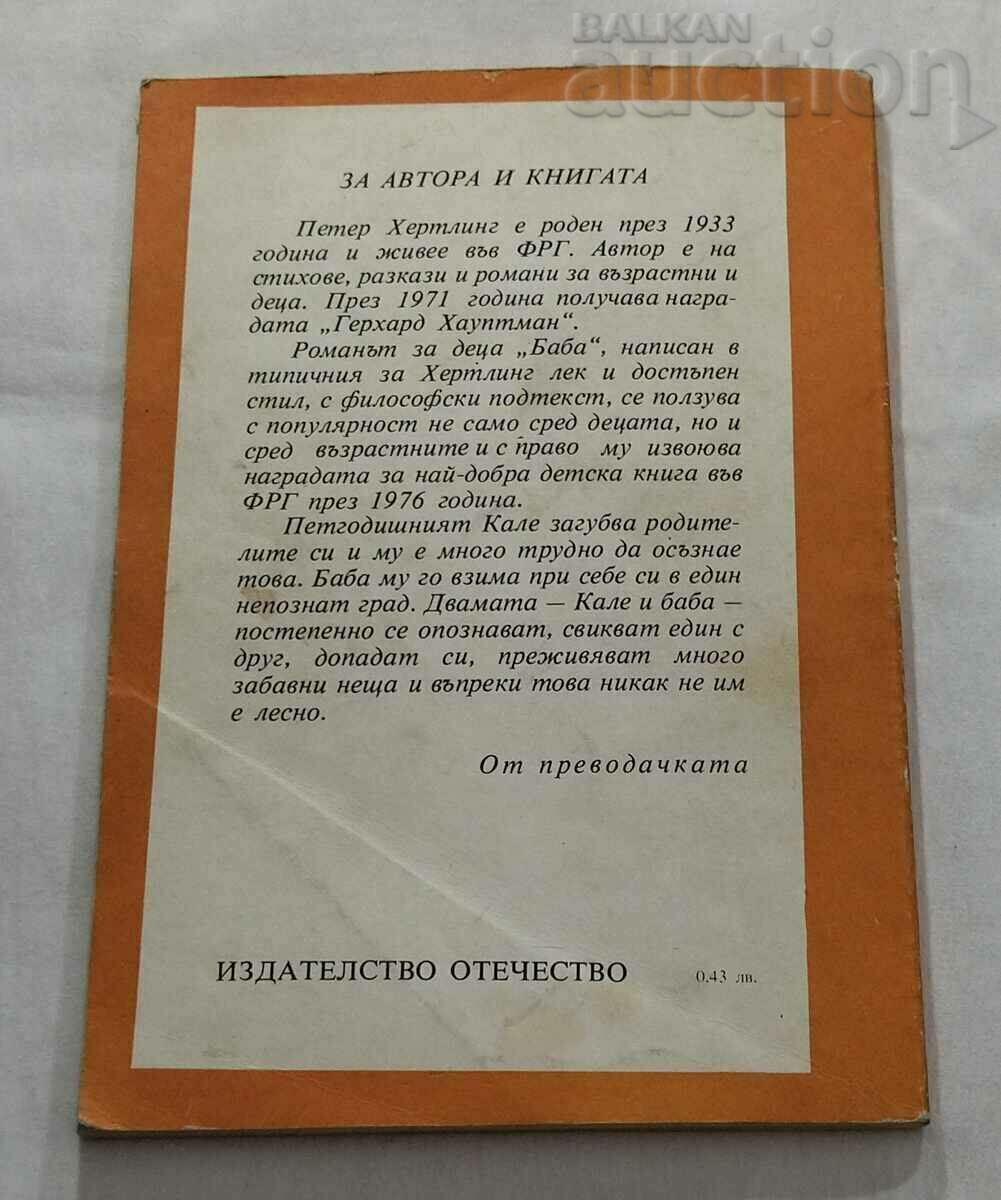 BALKAN
auction
ЗА АВТОРА И КНИГАТА
Петер Хертлинг е роден през 1933
година и живее във ФРГ. Автор е на
стихове, разкази и романи за възрастни и
деца. През 1971 година получава награ-
дата „Герхард Хауптман“.
Романът за деца „Баба“, написан в
типичния за Хертлинг лек и достъпен
стил, с философски подтекст, се ползува
с популярност не само сред децата, но и
сред възрастните и с право му извоюва
наградата за най-добра детска книга във
ФРГ през 1976 година.
Петгодишният Кале загубва родите-
лите си и му е много трудно да осъзнае
това. Баба му го взима при себе си в един
непознат град. Двамата — Кале и баба —
постепенно се опознават, свикват един с
друг, допадат си, преживяват много
забавни неща и въпреки това никак не им
е лесно.
От преводачката
ИЗДАТЕЛСТВО ОТЕЧЕСТВО 0,43 лв.